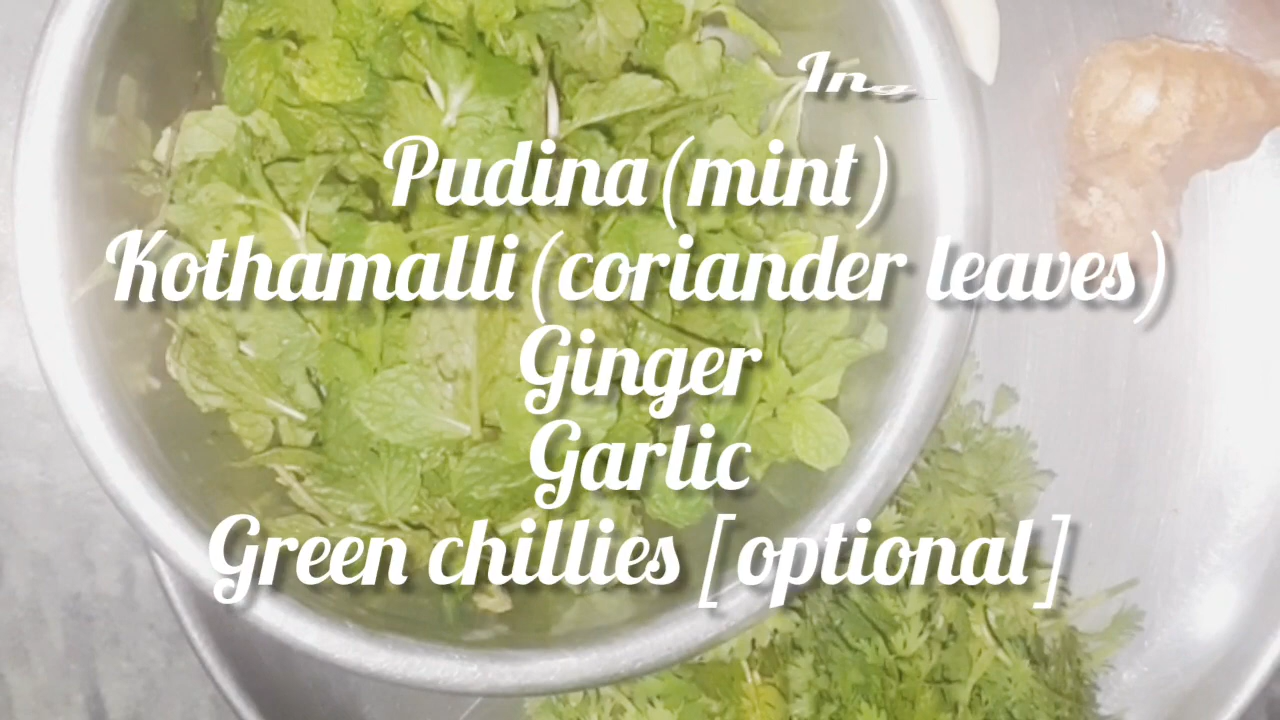 Pudina(mint)
Kothamalli(coriander leaves)
Ginger
Garlic
Green chillies [optional]